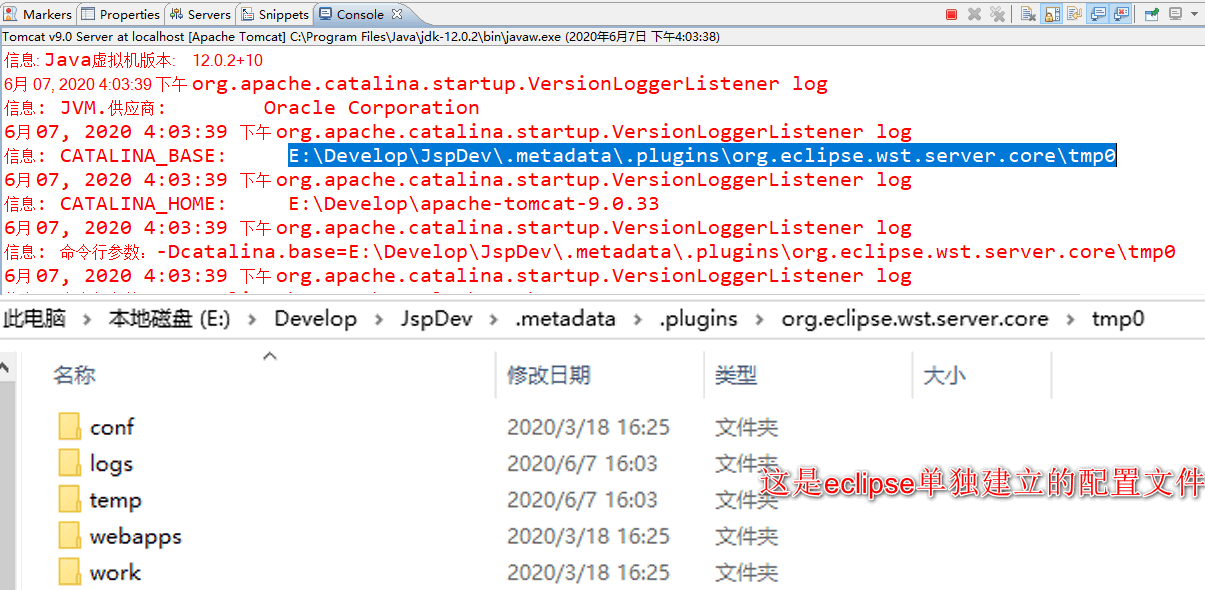 Markers Properties Servers Snippets Console
Tomcat v9.0 Server at localhost [Apache Tomcat] C:\Program Files\Java\jdk-12.0.2\bin\javaw.exe (2020年6月7日 下午4:03:38)
信息: Java虚拟机版本: 12.0.2+10
6月 07, 2020 4:03:39 下午 org.apache.catalina.startup.VersionLoggerListener log
信息: JVM.供应商: Oracle Corporation
6月 07, 2020 4:03:39 下午 org.apache.catalina.startup.VersionLoggerListener log
信息: CATALINA_BASE: E:\Develop\JspDev\.metadata\.plugins\org.eclipse.wst.server.core\tmp0
6月 07, 2020 4:03:39 下午 org.apache.catalina.startup.VersionLoggerListener log
信息: CATALINA_HOME: E:\Develop\apache-tomcat-9.0.33
6月 07, 2020 4:03:39 下午 org.apache.catalina.startup.VersionLoggerListener log
信息: 命令行参数: -Dcatalina.base=E:\Develop\JspDev\.metadata\.plugins\org.eclipse.wst.server.core\tmp0
6月 07, 2020 4:03:39 下午 org.apache.catalina.startup.VersionLoggerListener log
此电脑 › 本地磁盘 (E:) › Develop › JspDev › .metadata › .plugins › org.eclipse.wst.server.core › tmp0
名称 修改日期 类型 大小
conf 2020/3/18 16:25 文件夹
logs 2020/6/7 16:03 文件夹
这是eclipse单独建立的配置文件
temp 2020/6/7 16:03 文件夹
webapps 2020/3/18 16:25 文件夹
work 2020/3/18 16:25 文件夹